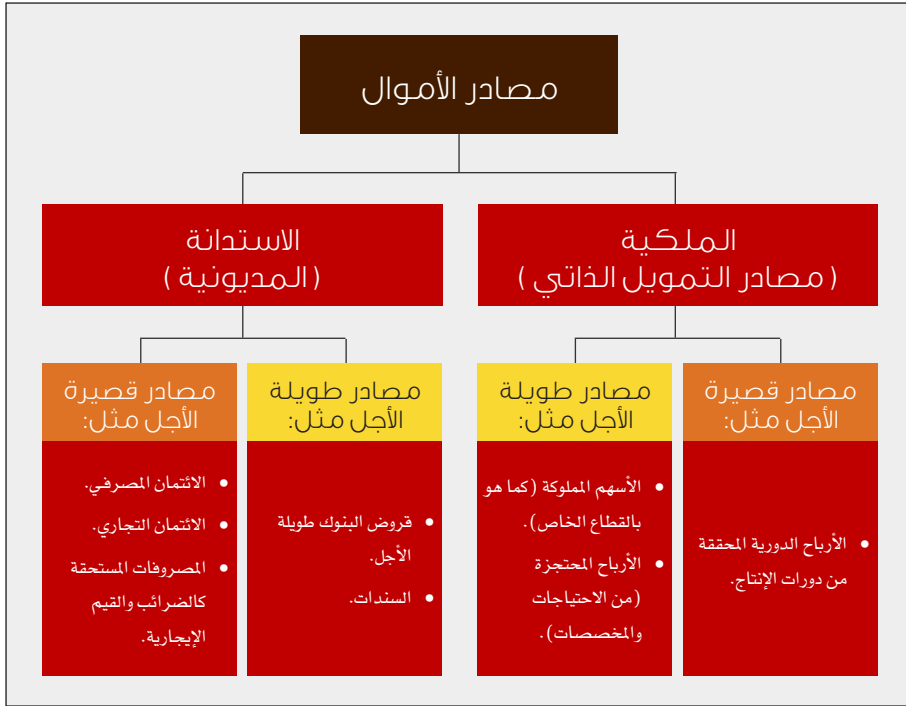 مصادر الأموال
الملكية
( مصادر التمويل الذاتي )
مصادر قصيرة
الأجل مثل:
• الأرباح الدورية المحققة
من دورات الإنتاج.
مصادر طويلة
الأجل مثل:
• الأسهم المملوكة (كما هو
بالقطاع الخاص).
• الأرباح المحتجزة
(من الاحتياجات
والمخصصات).
الاستدانة
( المديونية )
مصادر طويلة
الأجل مثل:
• قروض البنوك طويلة
الأجل.
• السندات.
مصادر قصيرة
الأجل مثل:
• الائتمان المصرفي.
• الائتمان التجاري.
• المصروفات المستحقة
كالضرائب والقيم
الإيجارية.